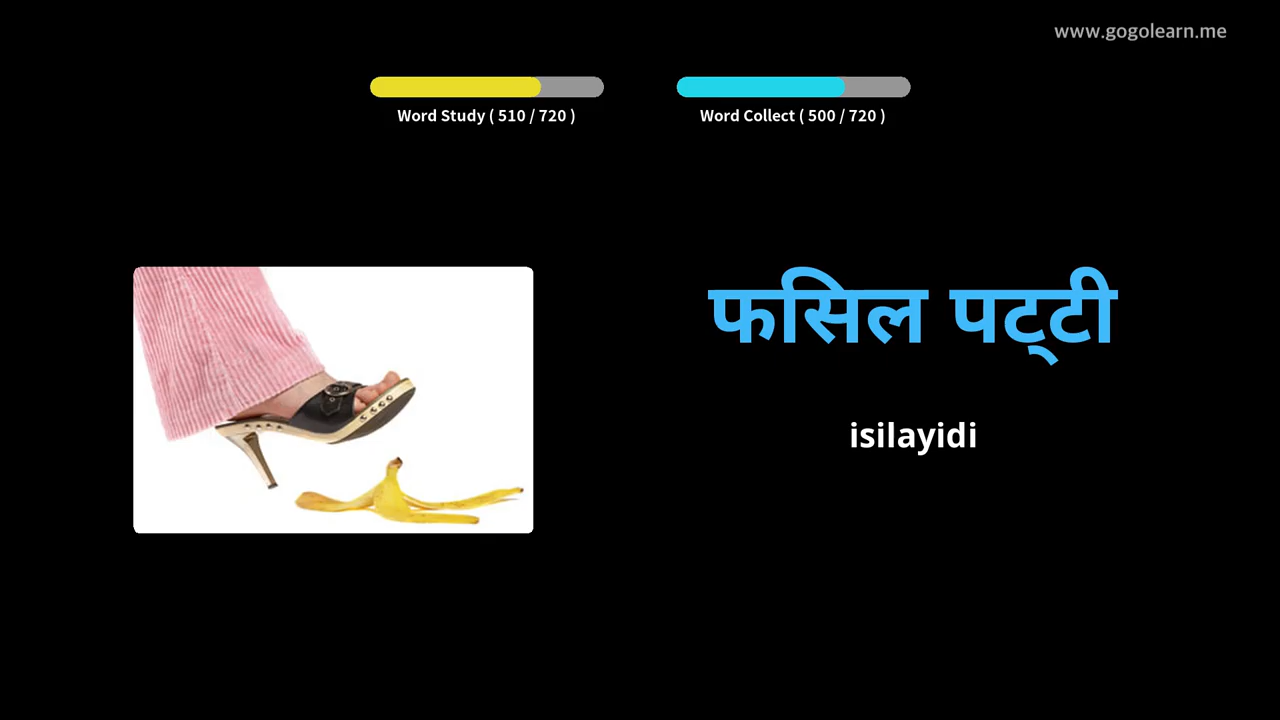 www.gogolearn.me
Word Study ( 510 / 720 )
Word Collect ( 500 / 720 )
फसिल पट्‌टी
isilayidi